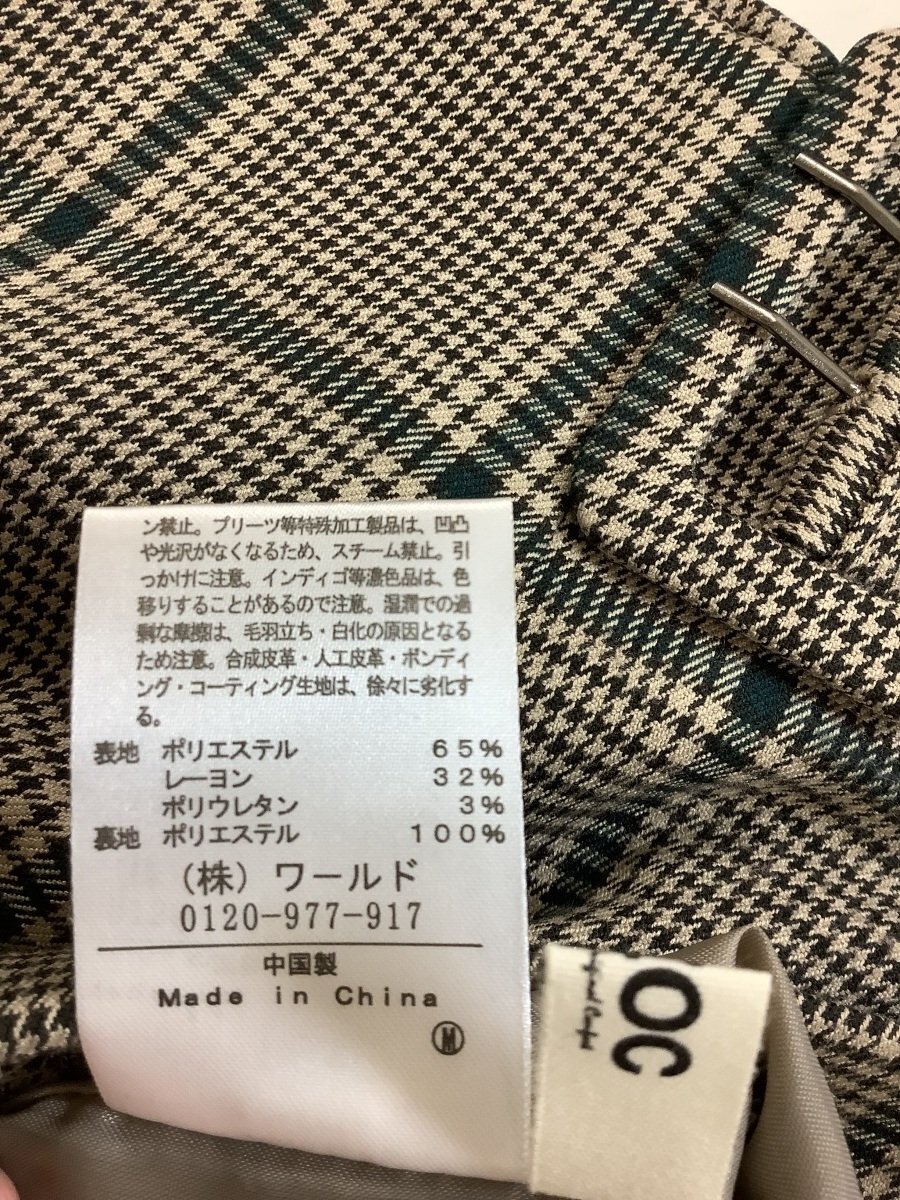 ン禁止。プリーツ等特殊加工製品は、凹凸
や光沢がなくなるため、スチーム禁止。引
っかけに注意。インディゴ等濃色品は、色
移りすることがあるので注意。湿潤での過
剰な摩擦は、毛羽立ち・白化の原因となる
ため注意。合成皮革・人工皮革・ボンディ
ング・コーティング生地は、徐々に劣化す
る。
表地 ポリエステル 65%
レーヨン 32%
ポリウレタン 3%
裏地 ポリエステル 100%
(株) ワールド
0120-977-917
中国製
Made in China
Ⓜ
OC